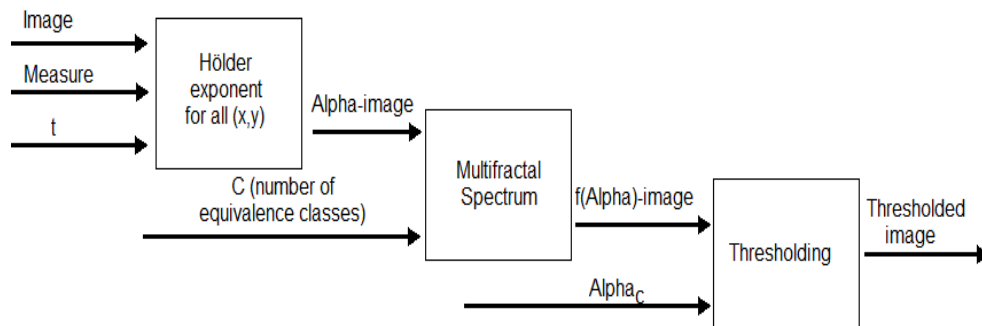 Image
Measure
t
Hölder
exponent
for all (x,y)
Alpha-image
C (number of
equivalence classes)
Multifractal
Spectrum
f(Alpha)-image
Alphac
Thresholding
Thresholded
image